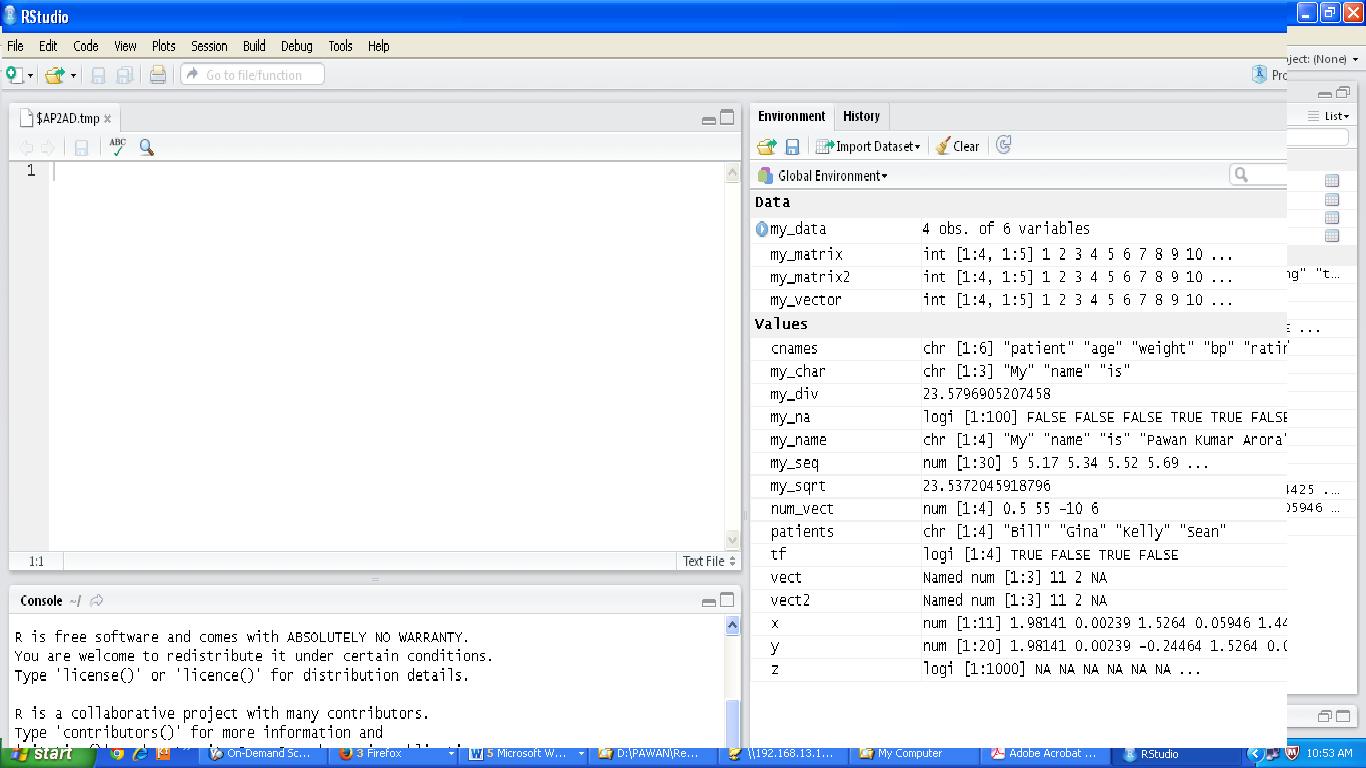 RStudio
File Edit Code View Plots Session Build Debug Tools Help
Go to file/function
ject: (None)
$AP2AD.tmp
ABC
1
1:1 Text File
Environment History
List
Import Dataset Clear
Global Environment
Data
my_data 4 obs. of 6 variables
my_matrix int [1:4, 1:5] 1 2 3 4 5 6 7 8 9 10 ...
my_matrix2 int [1:4, 1:5] 1 2 3 4 5 6 7 8 9 10 ...
my_vector int [1:4, 1:5] 1 2 3 4 5 6 7 8 9 10 ...
Values
cnames chr [1:6] "patient" "age" "weight" "bp" "ratin
my_char chr [1:3] "My" "name" "is"
my_div 23.5796905207458
my_na logi [1:100] FALSE FALSE FALSE TRUE TRUE FALSE
my_name chr [1:4] "My" "name" "is" "Pawan Kumar Arora"
my_seq num [1:30] 5 5.17 5.34 5.52 5.69 ...
my_sqrt 23.5372045918796
num_vect num [1:4] 0.5 55 -10 6
patients chr [1:4] "Bill" "Gina" "Kelly" "Sean"
tf logi [1:4] TRUE FALSE TRUE FALSE
vect Named num [1:3] 11 2 NA
vect2 Named num [1:3] 11 2 NA
x num [1:11] 1.98141 0.00239 1.5264 0.05946 1.44
y num [1:20] 1.98141 0.00239 -0.24464 1.5264 0.0
z logi [1:1000] NA NA NA NA NA NA ...
ng" "t...
4425 ...
05946 ...
Console ~/
R is free software and comes with ABSOLUTELY NO WARRANTY.
You are welcome to redistribute it under certain conditions.
Type 'license()' or 'licence()' for distribution details.
R is a collaborative project with many contributors.
Type 'contributors()' for more information and
start On-Demand Sc... 3 Firefox 5 Microsoft W... D:\PAWAN\Re... \\192.168.13.1... My Computer Adobe Acrobat ... RStudio 10:53 AM